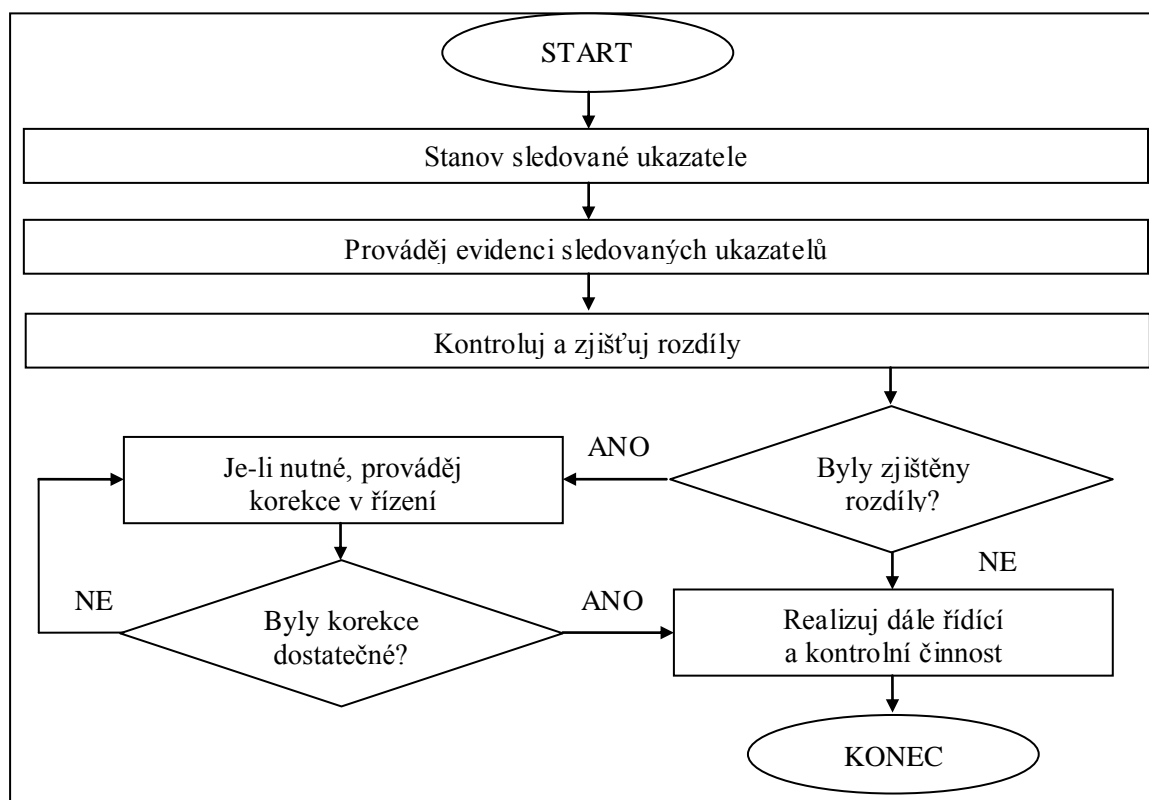 START
Stanov sledované ukazatele
Prováděj evidenci sledovaných ukazatelů
Kontroluj a zjišťuj rozdíly
ANO
Je-li nutné, prováděj
korekce v řízení
Byly zjištěny
rozdíly?
NE
NE
ANO
Byly korekce
dostatečné?
Realizuj dále řídící
a kontrolní činnost
KONEC